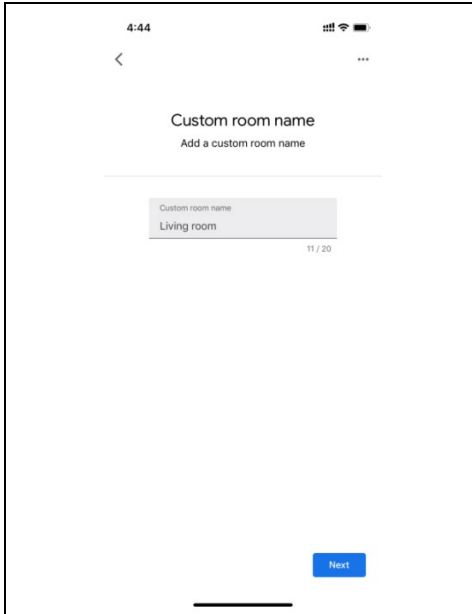 4:44
Custom room name
Add a custom room name
Custom room name
Living room
11 / 20
Next